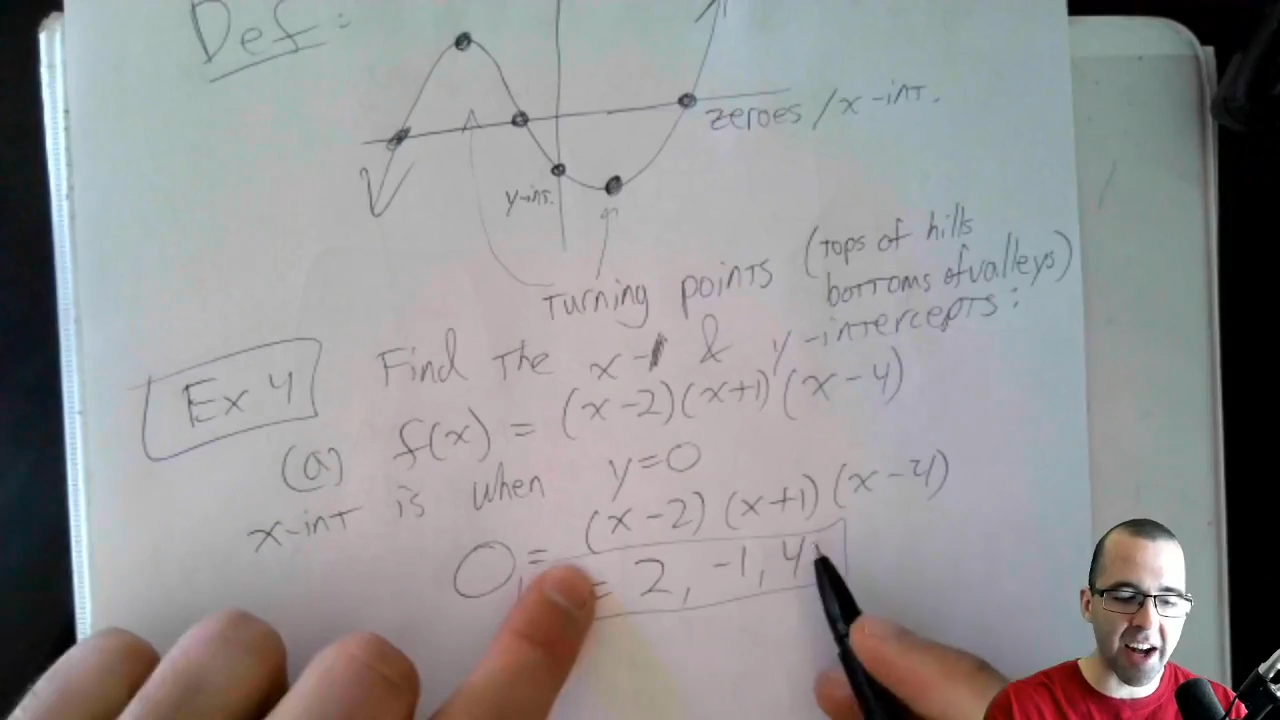 Def:
zeroes / x-int.
y-int.
Turning points (tops of hills
bottoms of valleys)
Ex 4 Find the x- & y-intercepts:
(a) f(x) = (x-2)(x+1)(x-4)
x-int is when y=0
0 = (x-2)(x+1)(x-4)
= 2, -1, 4